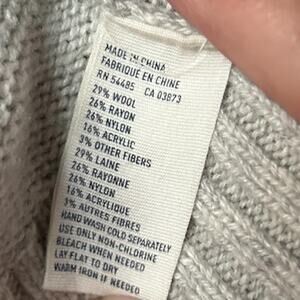 MADE IN CHINA
FABRIQUÉ EN CHINE
RN 54485 CA 03873
29% WOOL
26% RAYON
26% NYLON
16% ACRYLIC
3% OTHER FIBERS
29% LAINE
26% RAYONNE
26% NYLON
16% ACRYLIQUE
3% AUTRES FIBRES
HAND WASH COLD SEPARATELY
USE ONLY NON-CHLORINE
BLEACH WHEN NEEDED
LAY FLAT TO DRY
WARM IRON IF NEEDED